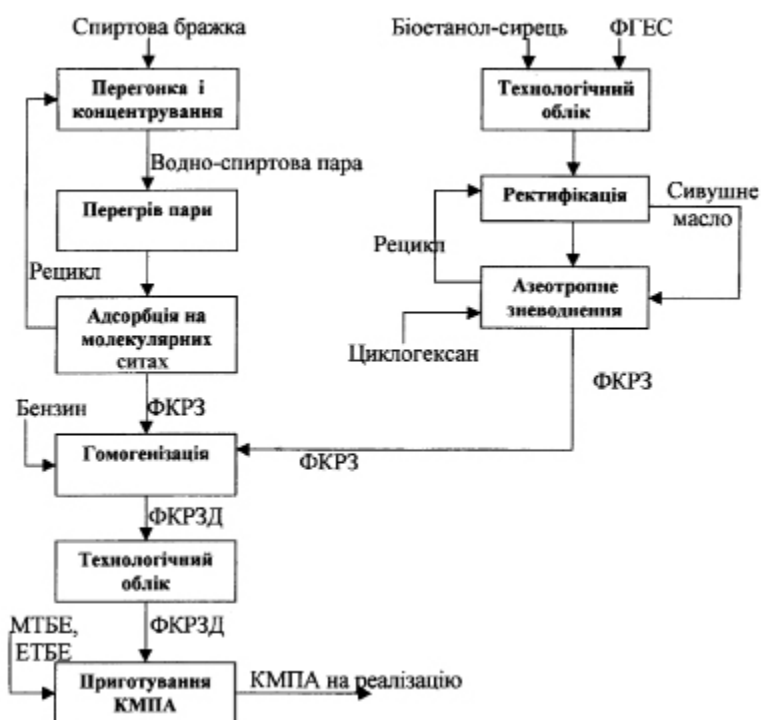 Спиртова бражка
Перегонка і
концентрування
Водно-спиртова пара
Перегрів пари
Рецикл
Адсорбція на
молекулярних
ситах
ФКРЗ
Бензин
Гомогенізація
ФКРЗД
Технологічний
облік
МТБЕ,
ЕТБЕ
ФКРЗД
Приготування
КМПА
КМПА на реалізацію
Біоетанол-сирець
ФГЕС
Технологічний
облік
Ректифікація
Сивушне
масло
Рецикл
Азеотропне
зневоднення
Циклогексан
ФКРЗ
ФКРЗ